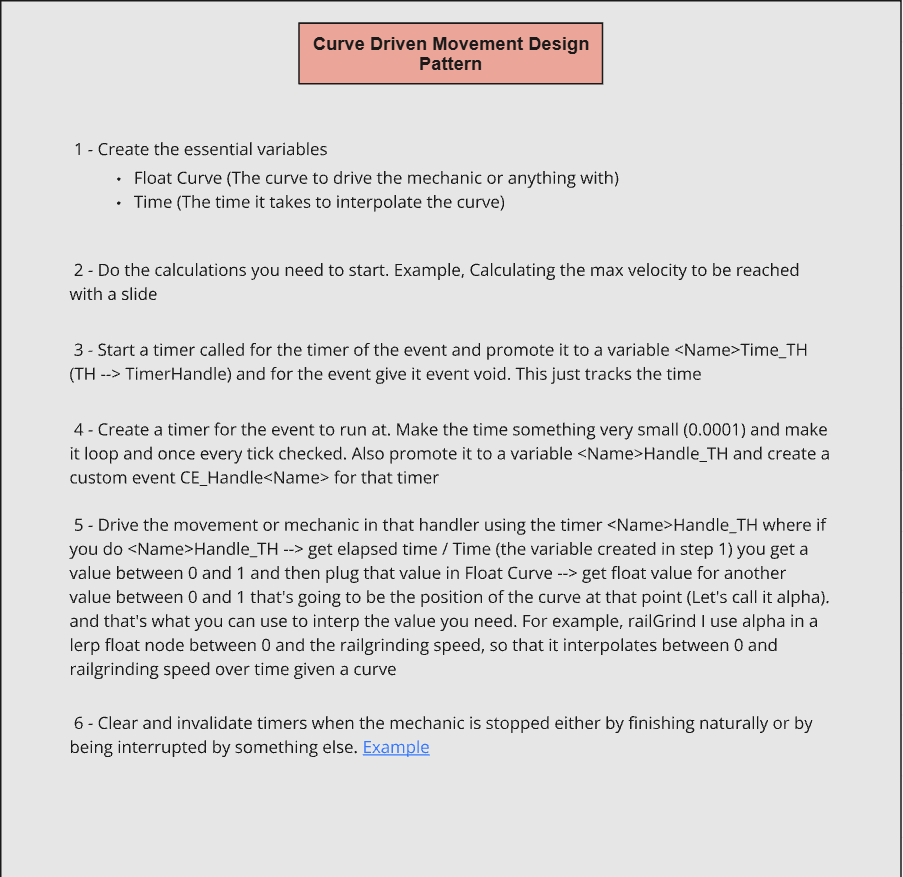 Curve Driven Movement Design
Pattern
1 - Create the essential variables
• Float Curve (The curve to drive the mechanic or anything with)
• Time (The time it takes to interpolate the curve)
2 - Do the calculations you need to start. Example, Calculating the max velocity to be reached
with a slide
3 - Start a timer called for the timer of the event and promote it to a variable <Name>Time_TH
(TH --> TimerHandle) and for the event give it event void. This just tracks the time
4 - Create a timer for the event to run at. Make the time something very small (0.0001) and make
it loop and once every tick checked. Also promote it to a variable <Name>Handle_TH and create a
custom event CE_Handle<Name> for that timer
5 - Drive the movement or mechanic in that handler using the timer <Name>Handle_TH where if
you do <Name>Handle_TH --> get elapsed time / Time (the variable created in step 1) you get a
value between 0 and 1 and then plug that value in Float Curve --> get float value for another
value between 0 and 1 that's going to be the position of the curve at that point (Let's call it alpha).
and that's what you can use to interp the value you need. For example, railGrind I use alpha in a
lerp float node between 0 and the railgrinding speed, so that it interpolates between 0 and
railgrinding speed over time given a curve
6 - Clear and invalidate timers when the mechanic is stopped either by finishing naturally or by
being interrupted by something else. Example